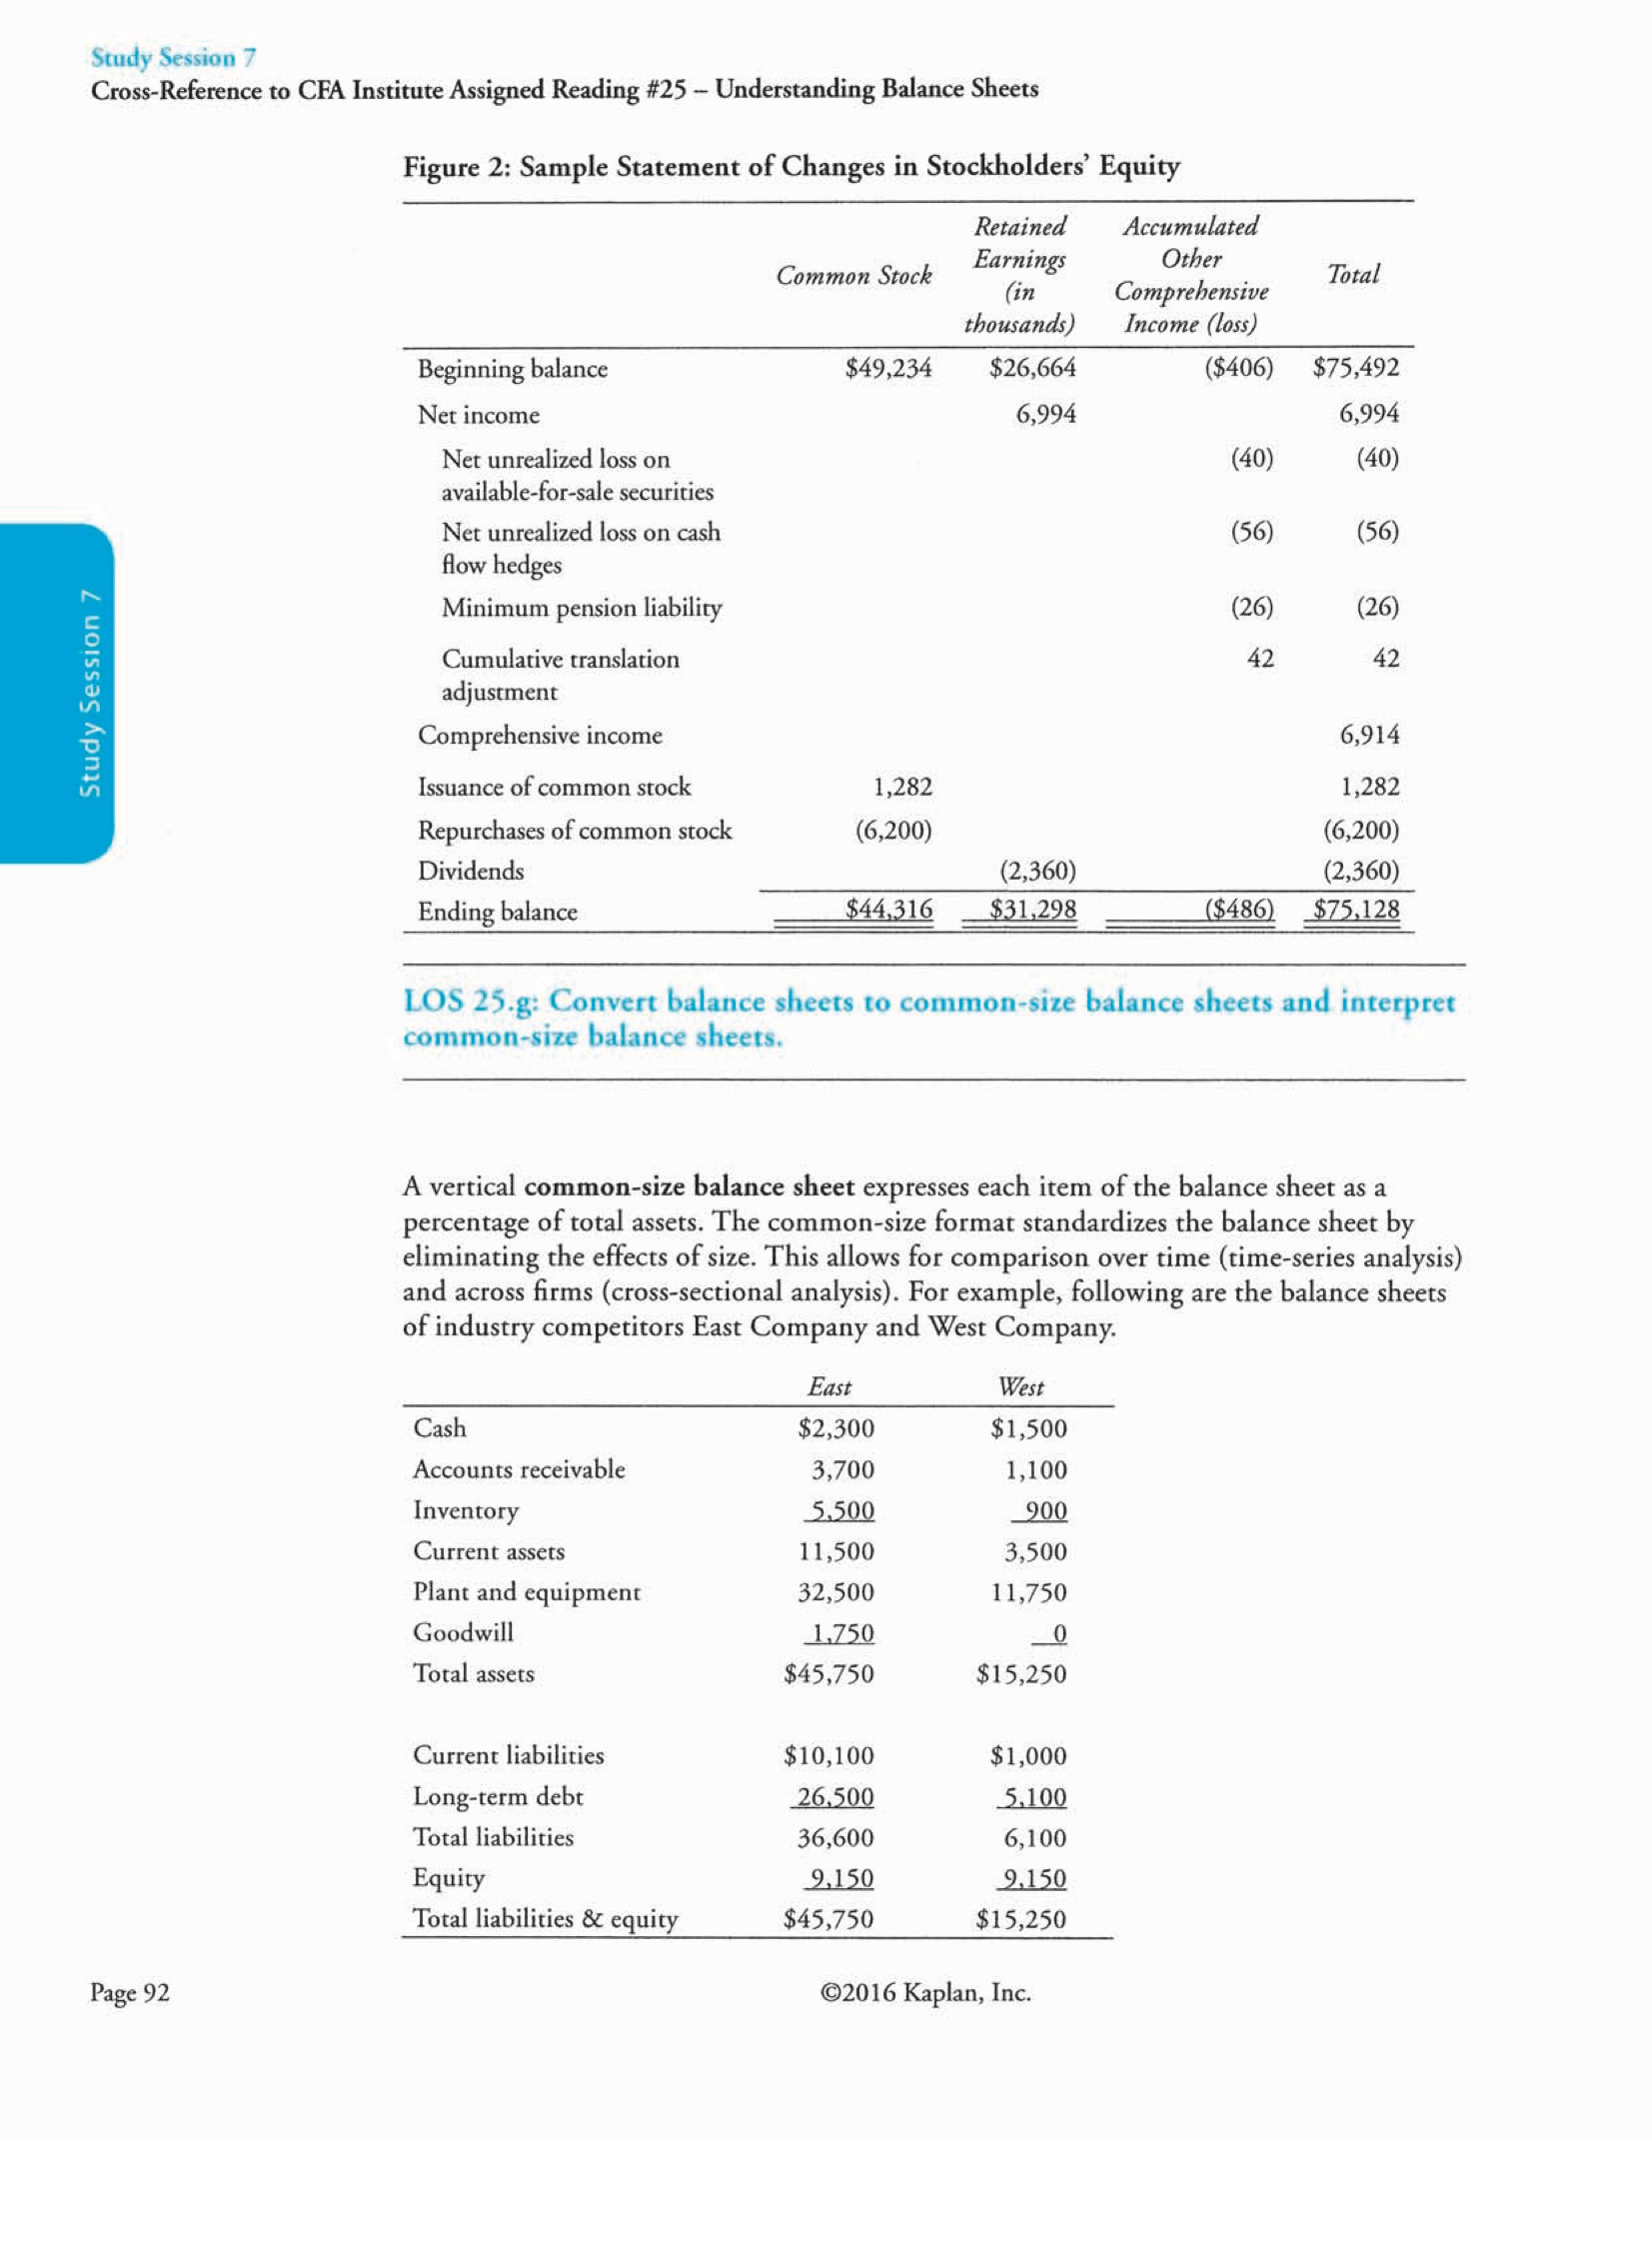 Study Session 7
Cross-Reference to CFA Institute Assigned Reading #25 – Understanding Balance Sheets
Figure 2: Sample Statement of Changes in Stockholders' Equity
Common Stock Retained Earnings (in thousands) Accumulated Other Comprehensive Income (loss) Total
Beginning balance $49,234 $26,664 ($406) $75,492
Net income 6,994 6,994
Net unrealized loss on (40) (40)
available-for-sale securities
Net unrealized loss on cash (56) (56)
flow hedges
Minimum pension liability (26) (26)
Cumulative translation 42 42
adjustment
Comprehensive income 6,914
Issuance of common stock 1,282 1,282
Repurchases of common stock (6,200) (6,200)
Dividends (2,360) (2,360)
Ending balance $44,316 $31,298 ($486) $75,128
Study Session 7
LOS 25.g: Convert balance sheets to common-size balance sheets and interpret
common-size balance sheets.
A vertical common-size balance sheet expresses each item of the balance sheet as a
percentage of total assets. The common-size format standardizes the balance sheet by
eliminating the effects of size. This allows for comparison over time (time-series analysis)
and across firms (cross-sectional analysis). For example, following are the balance sheets
of industry competitors East Company and West Company.
East West
Cash $2,300 $1,500
Accounts receivable 3,700 1,100
Inventory 5,500 900
Current assets 11,500 3,500
Plant and equipment 32,500 11,750
Goodwill 1,750 0
Total assets $45,750 $15,250
Current liabilities $10,100 $1,000
Long-term debt 26,500 5,100
Total liabilities 36,600 6,100
Equity 9,150 9,150
Total liabilities & equity $45,750 $15,250
Page 92 ©2016 Kaplan, Inc.